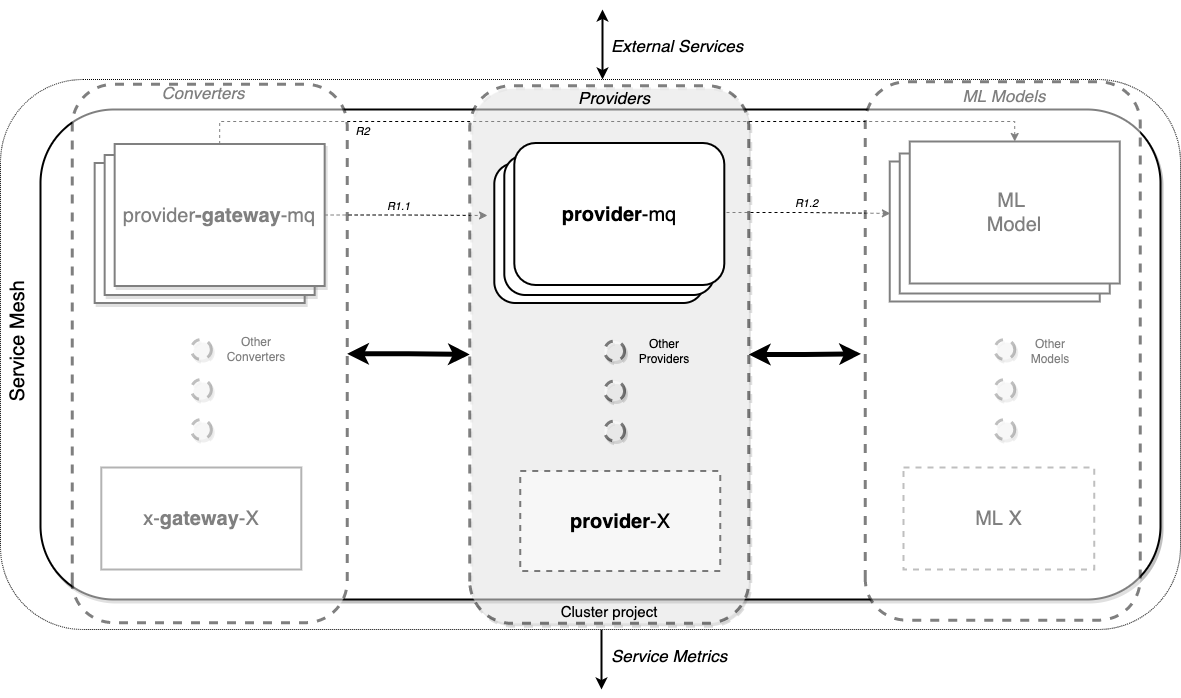 External Services
Converters
Providers
ML Models
R2
provider-gateway-mq
R1.1
provider-mq
R1.2
ML
Model
Service Mesh
Other
Converters
Other
Providers
Other
Models
x-gateway-X
provider-X
ML X
Cluster project
Service Metrics